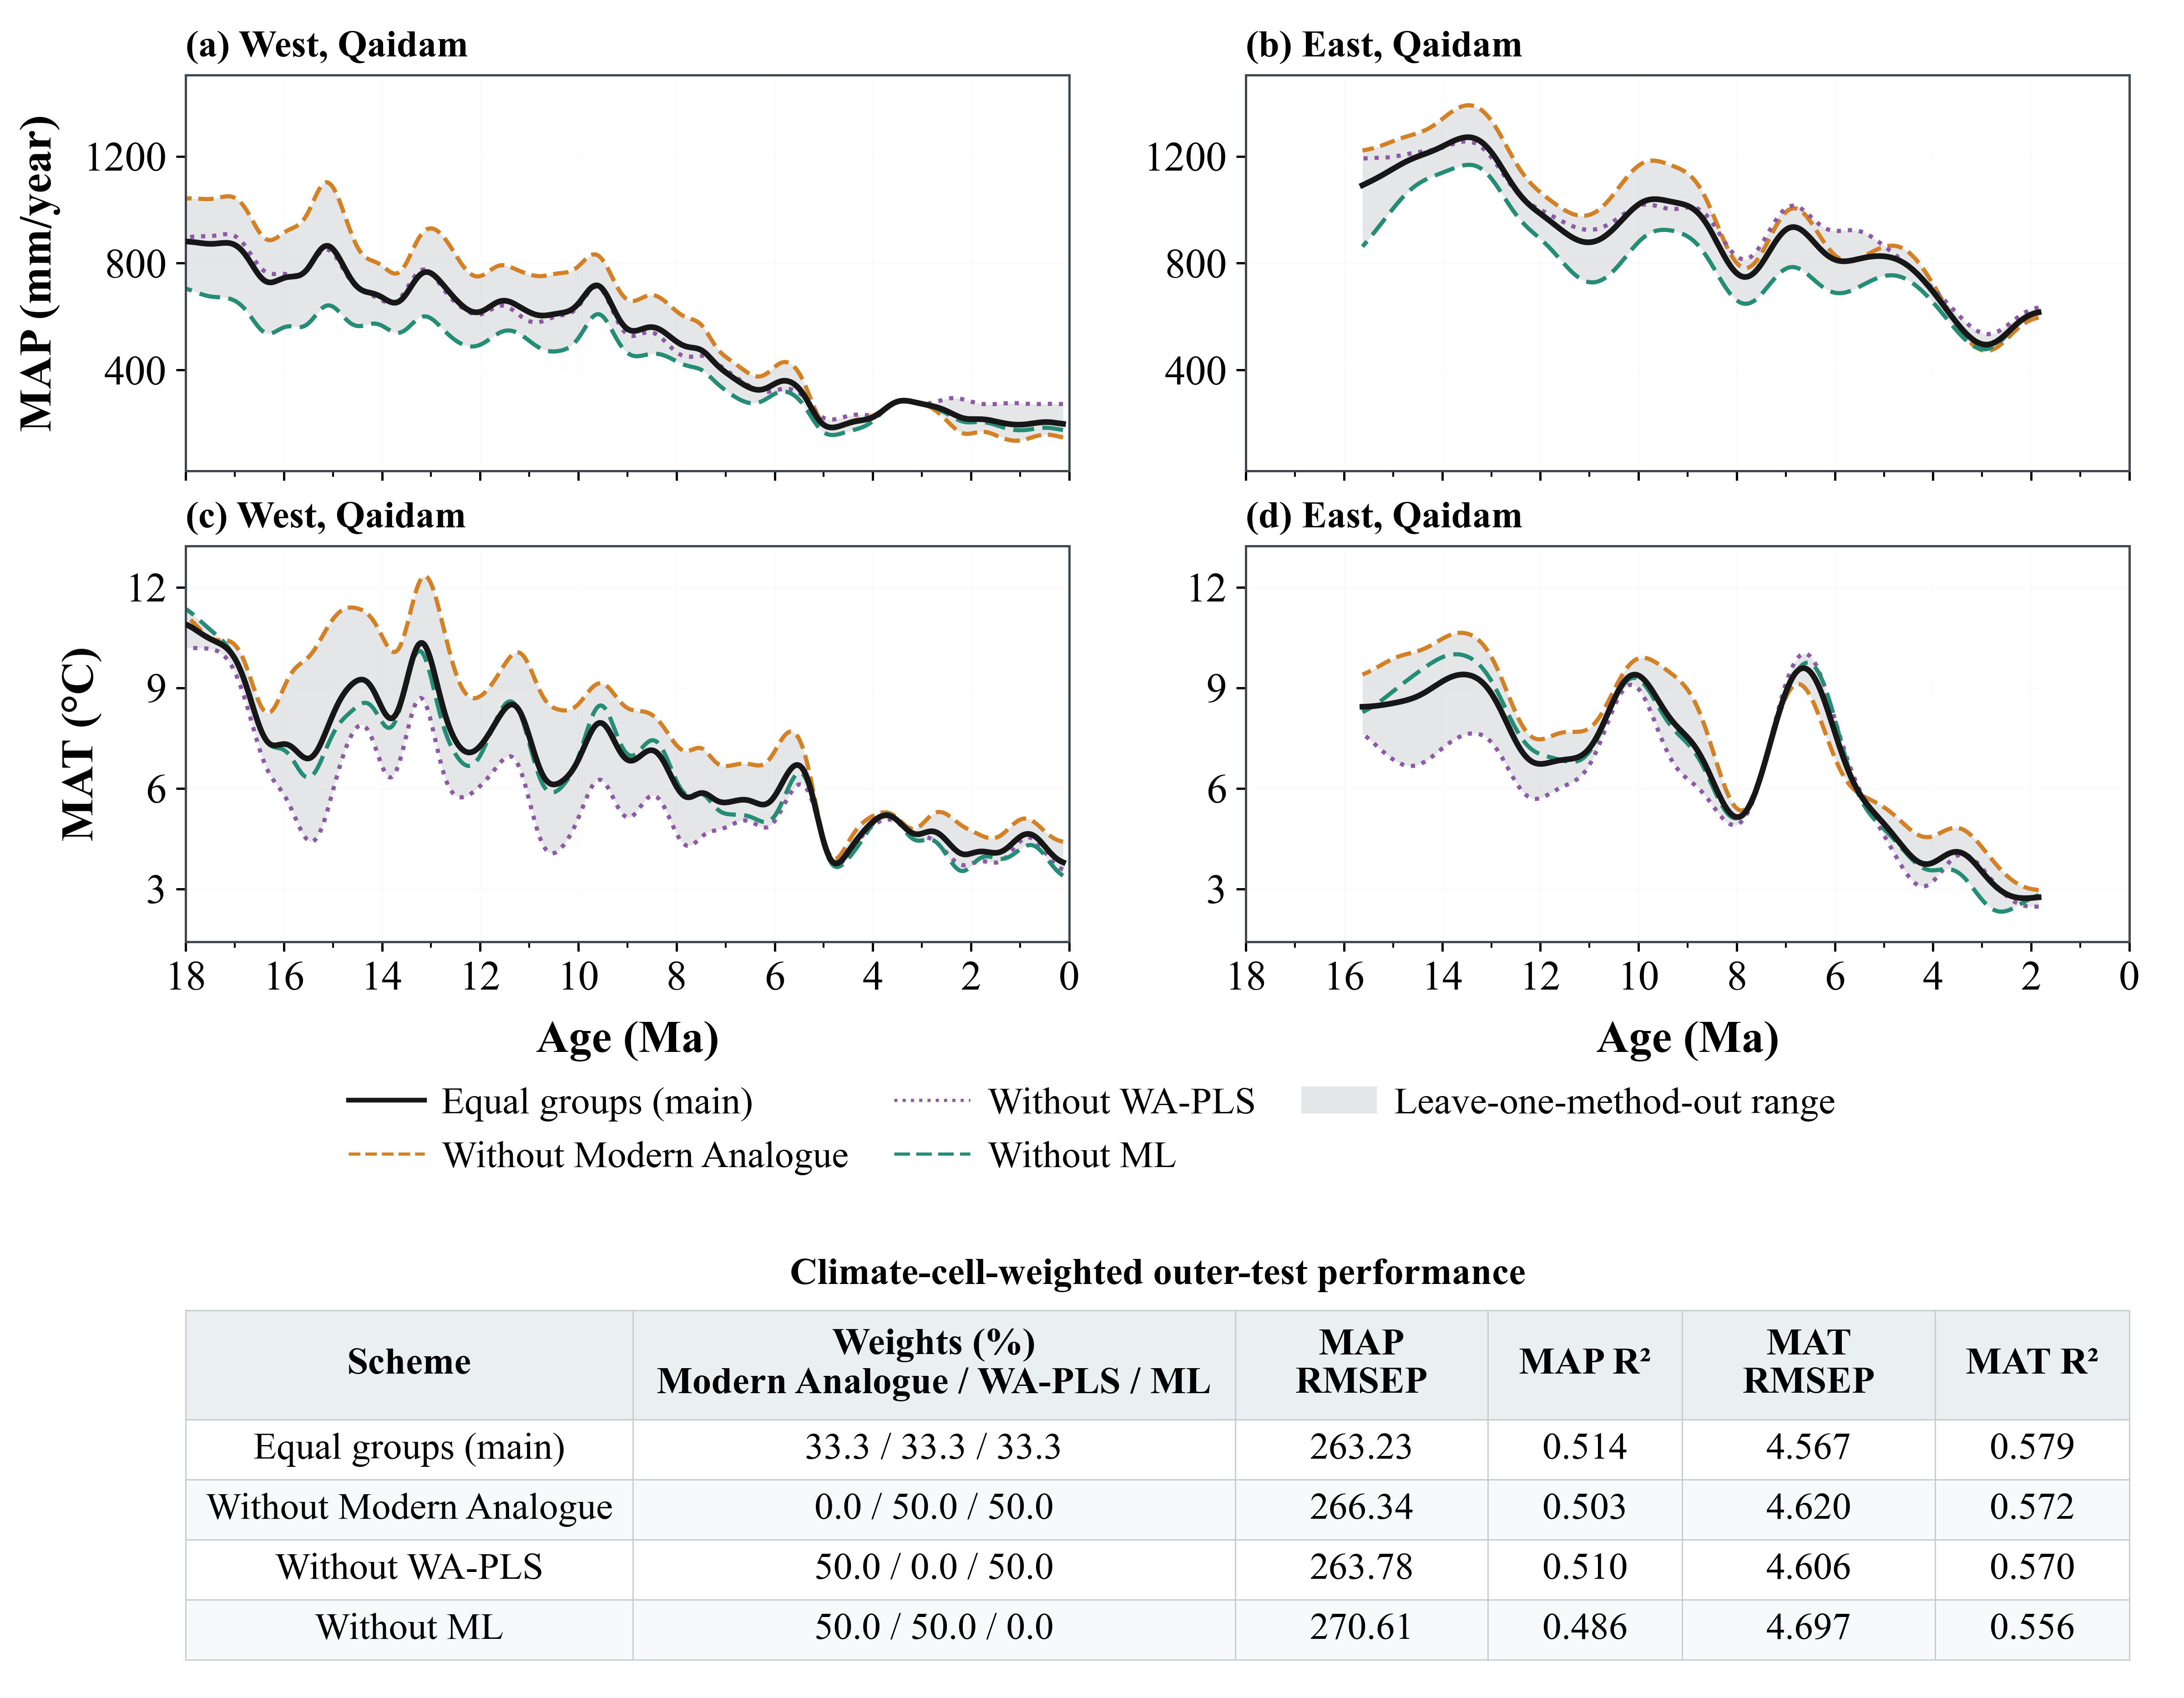 (a) West, Qaidam
(b) East, Qaidam
MAP (mm/year)
1200
800
400
1200
800
400
(c) West, Qaidam
(d) East, Qaidam
MAT (°C)
12
9
6
3
12
9
6
3
18 16 14 12 10 8 6 4 2 0
18 16 14 12 10 8 6 4 2 0
Age (Ma)
Age (Ma)
Equal groups (main)
Without WA-PLS
Leave-one-method-out range
Without Modern Analogue
Without ML
Climate-cell-weighted outer-test performance
Scheme
Weights (%)
Modern Analogue / WA-PLS / ML
MAP
RMSEP
MAP R²
MAT
RMSEP
MAT R²
Equal groups (main) 33.3 / 33.3 / 33.3 263.23 0.514 4.567 0.579
Without Modern Analogue 0.0 / 50.0 / 50.0 266.34 0.503 4.620 0.572
Without WA-PLS 50.0 / 0.0 / 50.0 263.78 0.510 4.606 0.570
Without ML 50.0 / 50.0 / 0.0 270.61 0.486 4.697 0.556